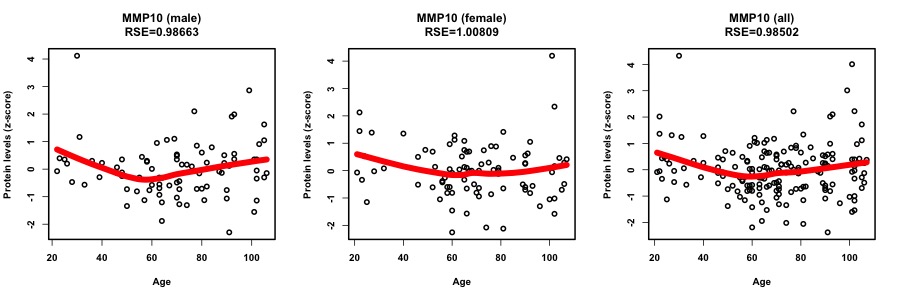 MMP10 (male)
RSE=0.98663
Protein levels (z-score)
4
3
2
1
0
-1
-2
20 40 60 80 100
Age
MMP10 (female)
RSE=1.00809
Protein levels (z-score)
4
3
2
1
0
-1
-2
20 40 60 80 100
Age
MMP10 (all)
RSE=0.98502
Protein levels (z-score)
4
3
2
1
0
-1
-2
20 40 60 80 100
Age